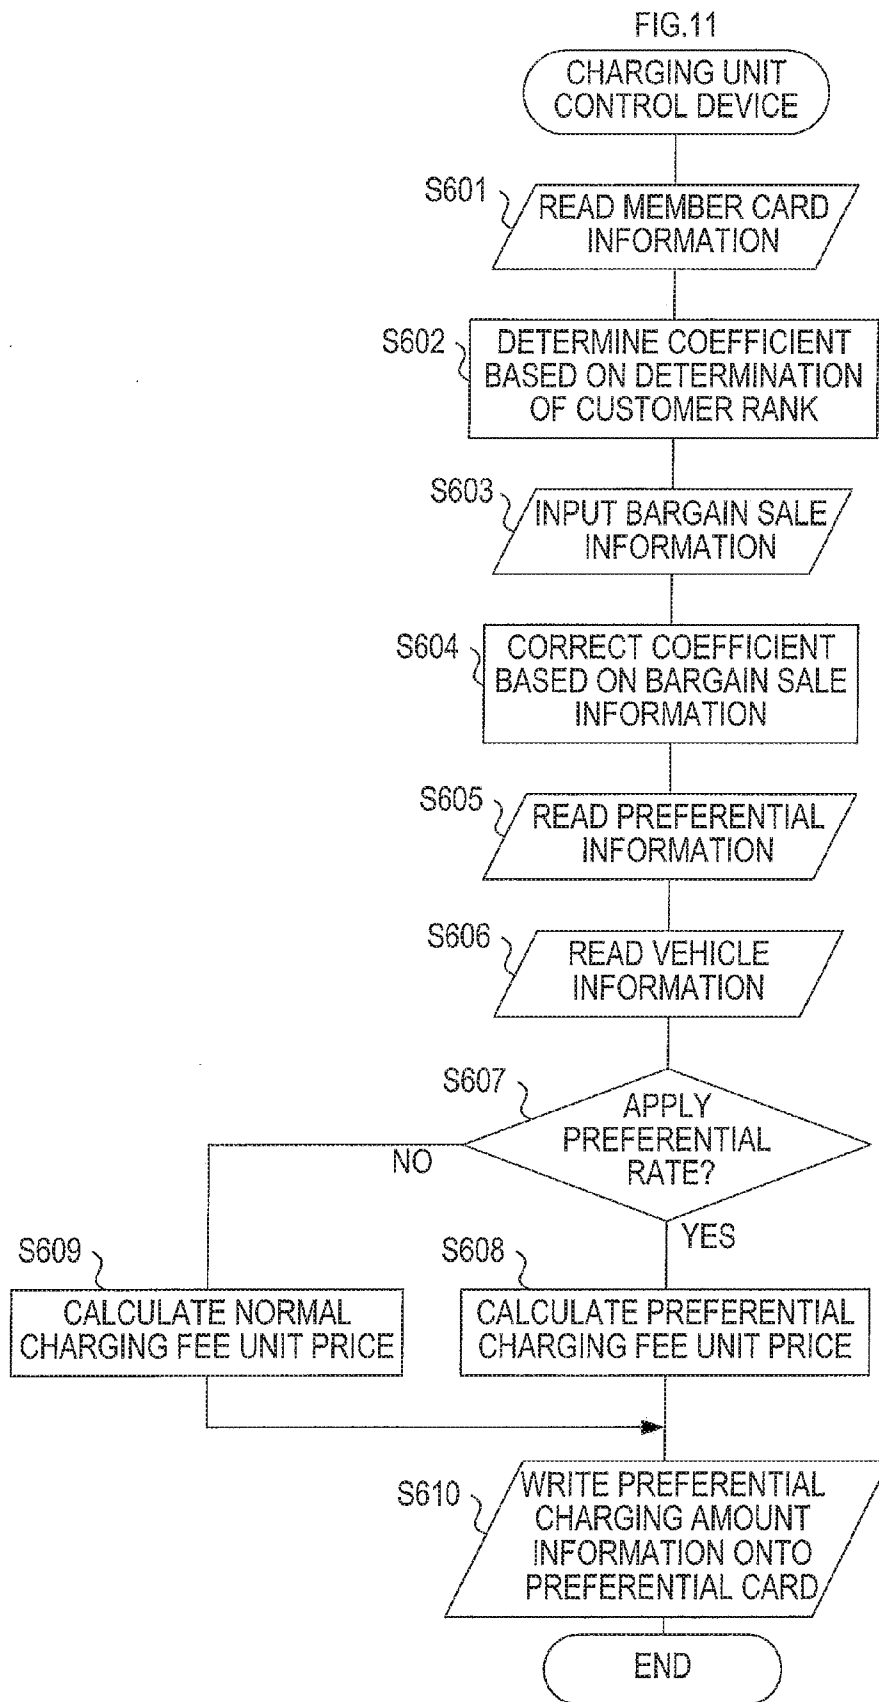 FIG.11
CHARGING UNIT
CONTROL DEVICE
S601
READ MEMBER CARD
INFORMATION
S602
DETERMINE COEFFICIENT
BASED ON DETERMINATION
OF CUSTOMER RANK
S603
INPUT BARGAIN SALE
INFORMATION
S604
CORRECT COEFFICIENT
BASED ON BARGAIN SALE
INFORMATION
S605
READ PREFERENTIAL
INFORMATION
S606
READ VEHICLE
INFORMATION
S607
APPLY
PREFERENTIAL
RATE?
NO
YES
S609
CALCULATE NORMAL
CHARGING FEE UNIT PRICE
S608
CALCULATE PREFERENTIAL
CHARGING FEE UNIT PRICE
S610
WRITE PREFERENTIAL
CHARGING AMOUNT
INFORMATION ONTO
PREFERENTIAL CARD
END